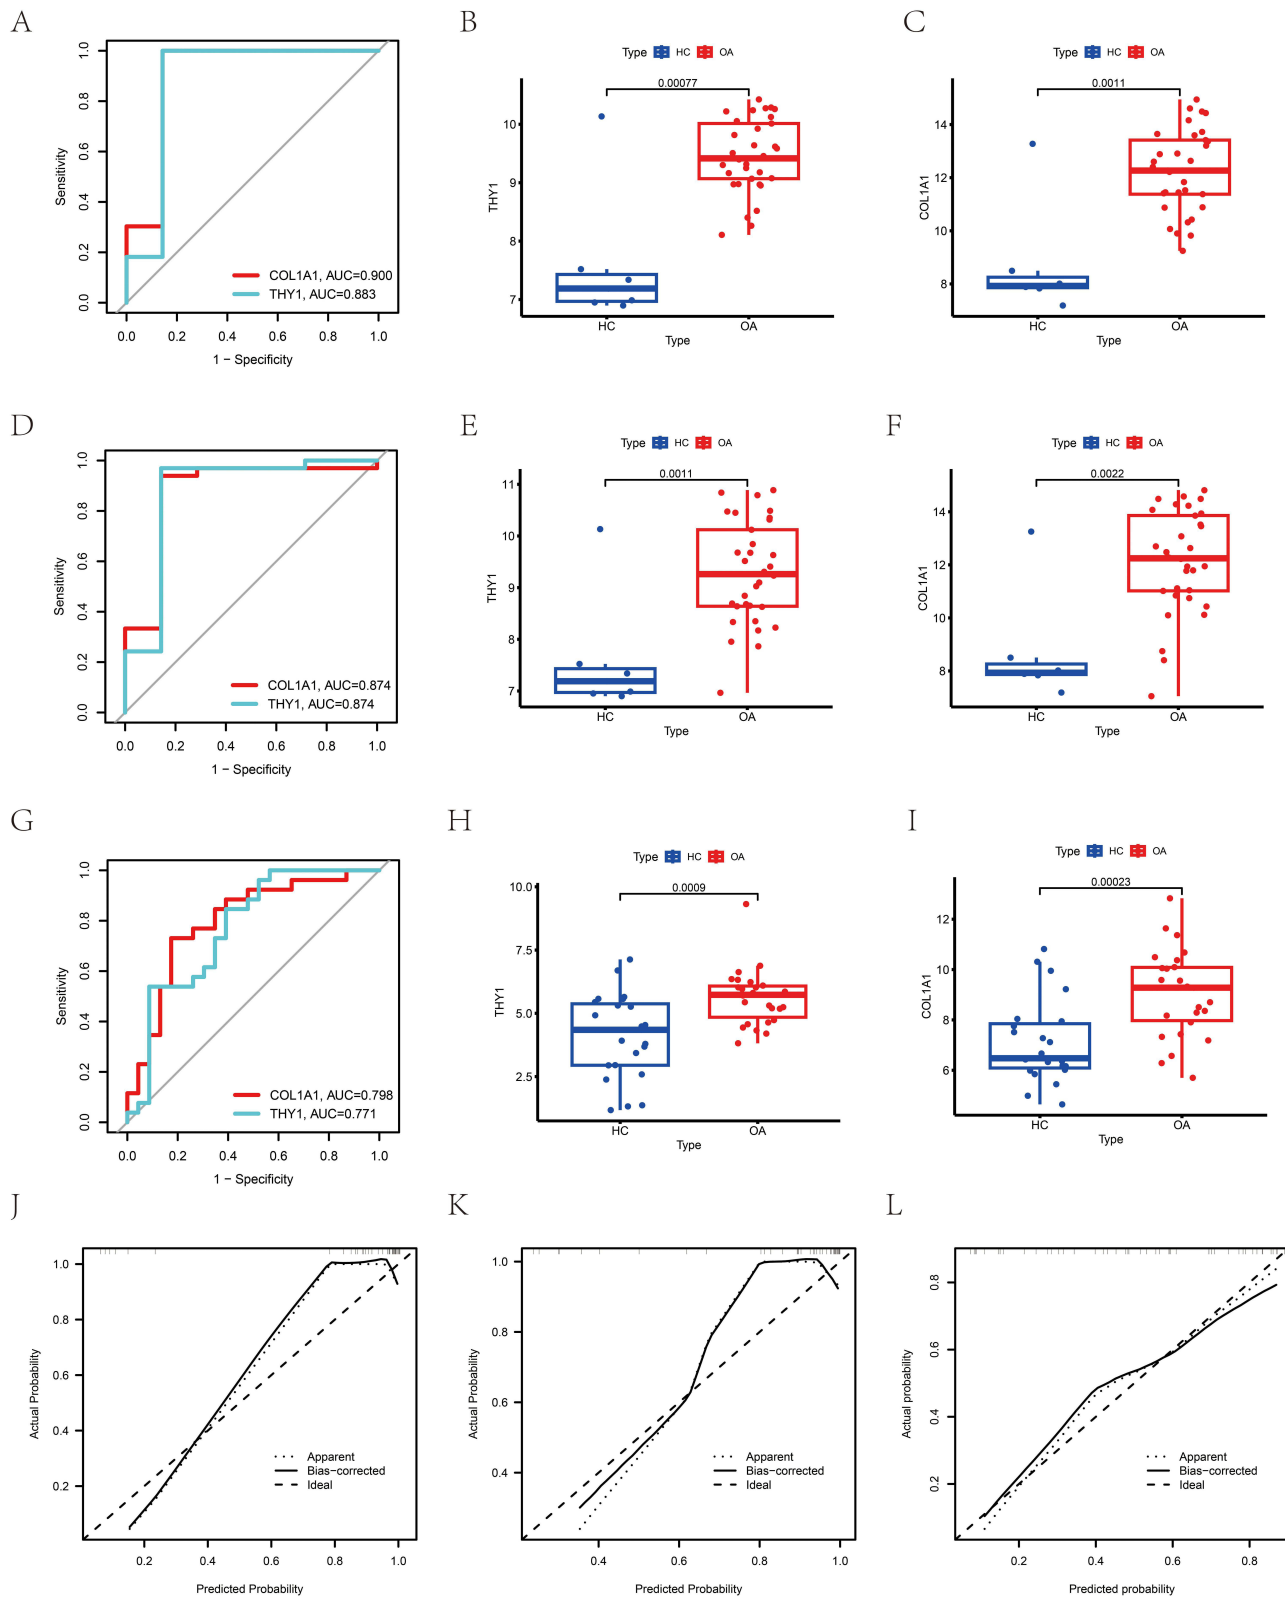 A
1.0
0.8
0.6
0.4
0.2
0.0
Sensitivity
COL1A1, AUC=0.900
THY1, AUC=0.883
0.0 0.2 0.4 0.6 0.8 1.0
1 − Specificity
B
Type HC OA
0.00077
10
9
8
7
THY1
HC OA
Type
C
Type HC OA
0.0011
14
12
10
8
COL1A1
HC OA
Type
D
1.0
0.8
0.6
0.4
0.2
0.0
Sensitivity
COL1A1, AUC=0.874
THY1, AUC=0.874
0.0 0.2 0.4 0.6 0.8 1.0
1 − Specificity
E
Type HC OA
0.0011
11
10
9
8
7
THY1
HC OA
Type
F
Type HC OA
0.0022
14
12
10
8
COL1A1
HC OA
Type
G
1.0
0.8
0.6
0.4
0.2
0.0
Sensitivity
COL1A1, AUC=0.798
THY1, AUC=0.771
0.0 0.2 0.4 0.6 0.8 1.0
1 − Specificity
H
Type HC OA
0.0009
10.0
7.5
5.0
2.5
THY1
HC OA
Type
I
Type HC OA
0.00023
12
10
8
6
COL1A1
HC OA
Type
J
1.0
0.8
0.6
0.4
0.2
Actual Probability
Apparent
Bias−corrected
Ideal
0.2 0.4 0.6 0.8 1.0
Predicted Probability
K
1.0
0.8
0.6
0.4
Actual Probability
Apparent
Bias−corrected
Ideal
0.4 0.6 0.8 1.0
Predicted Probability
L
0.8
0.6
0.4
0.2
Actual probability
Apparent
Bias−corrected
Ideal
0.2 0.4 0.6 0.8
Predicted probability